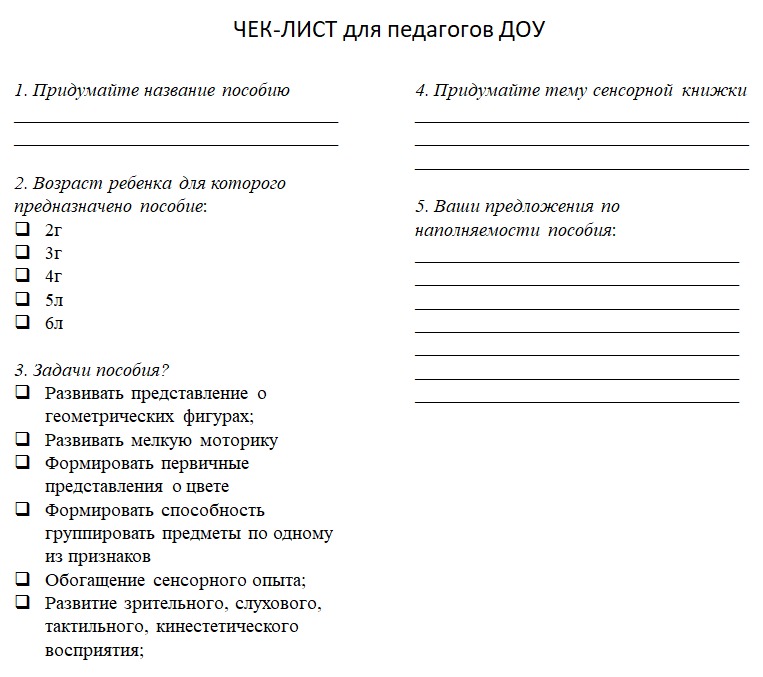 ЧЕК-ЛИСТ для педагогов ДОУ
1. Придумайте название пособию
2. Возраст ребенка для которого
предназначено пособие:
❑ 2г
❑ 3г
❑ 4г
❑ 5л
❑ 6л
3. Задачи пособия?
❑ Развивать представление о
геометрических фигурах;
❑ Развивать мелкую моторику
❑ Формировать первичные
представления о цвете
❑ Формировать способность
группировать предметы по одному
из признаков
❑ Обогащение сенсорного опыта;
❑ Развитие зрительного, слухового,
тактильного, кинестетического
восприятия;
4. Придумайте тему сенсорной книжки
5. Ваши предложения по
наполняемости пособия: